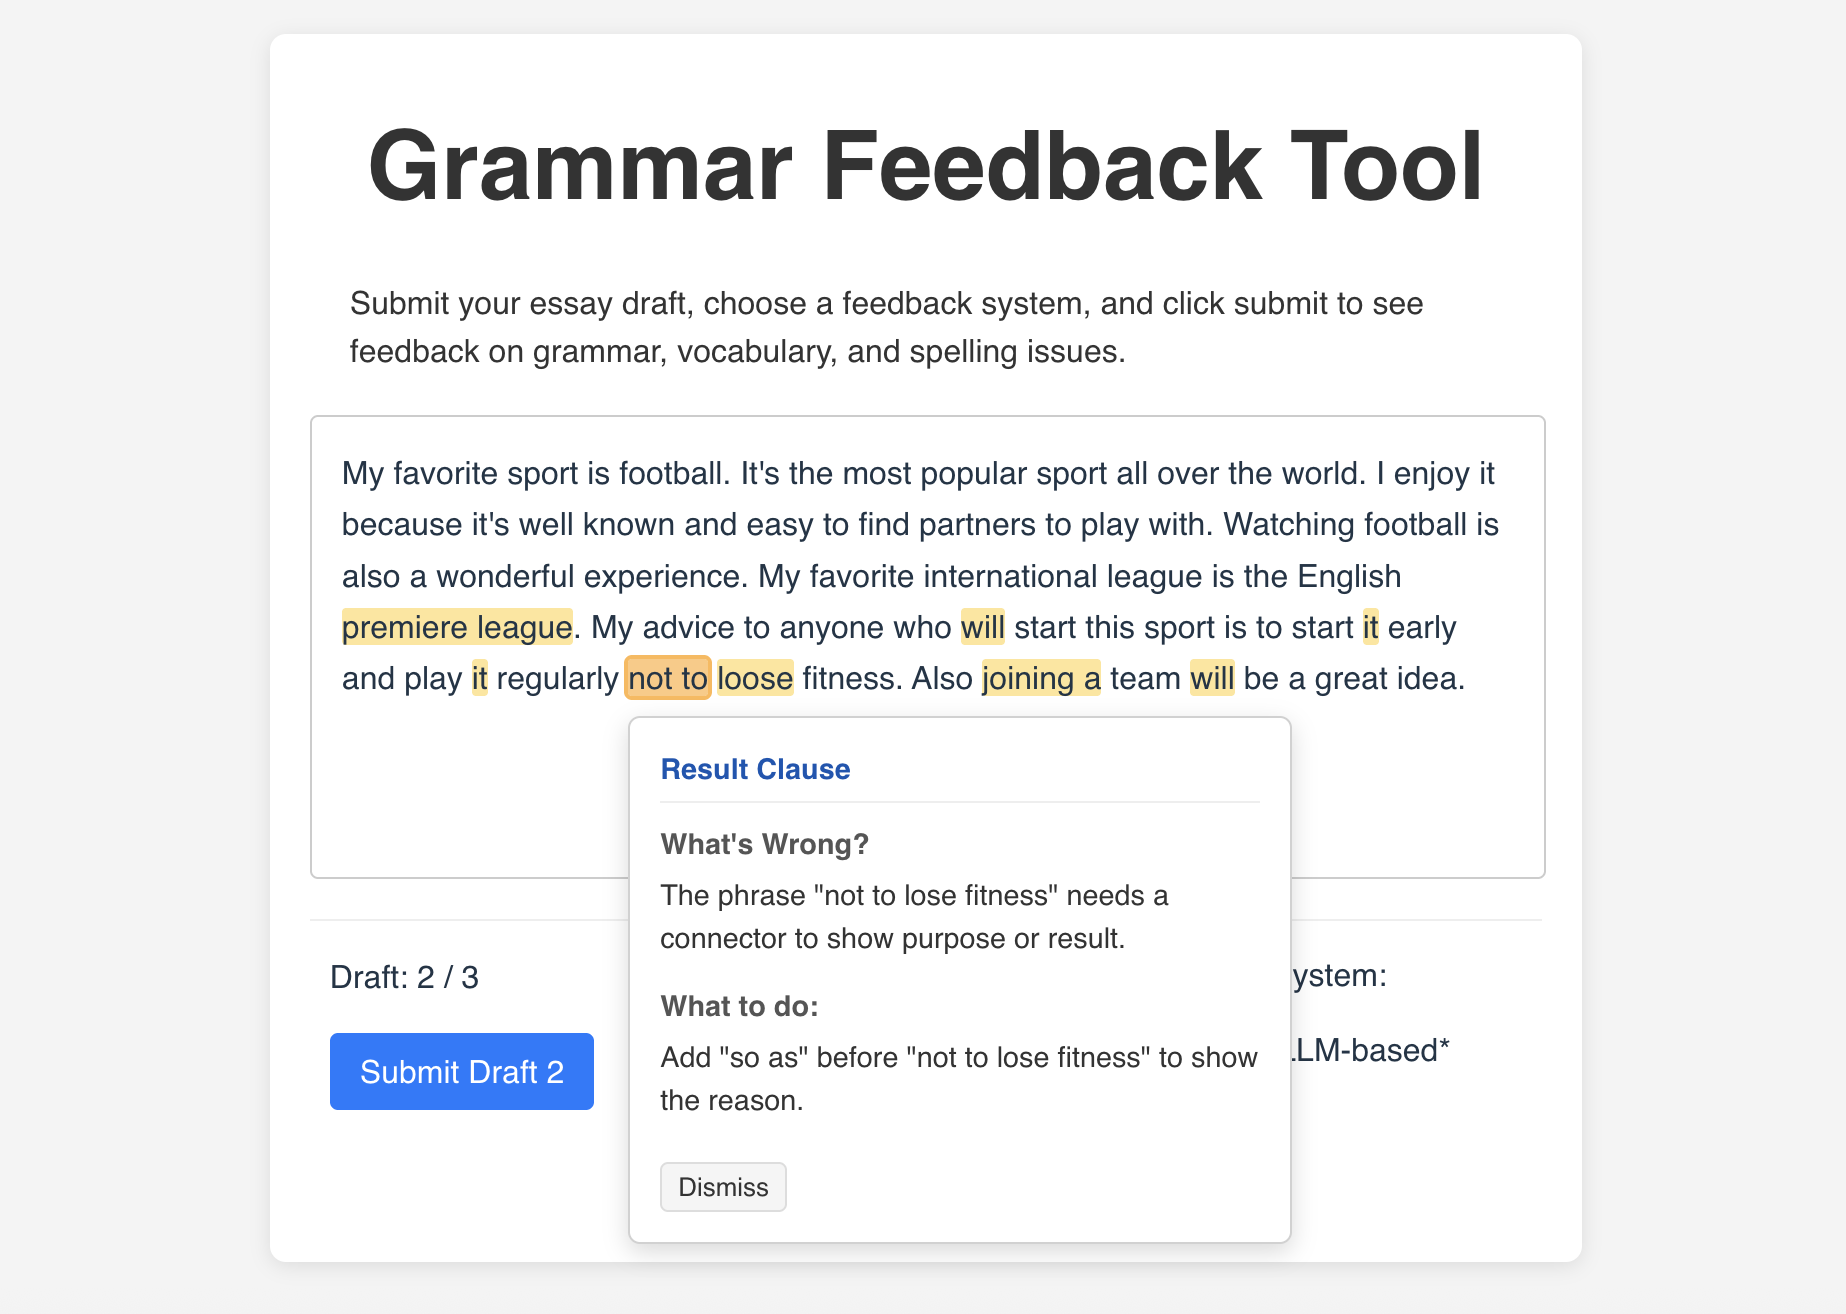 Grammar Feedback Tool
Submit your essay draft, choose a feedback system, and click submit to see
feedback on grammar, vocabulary, and spelling issues.
My favorite sport is football. It's the most popular sport all over the world. I enjoy it
because it's well known and easy to find partners to play with. Watching football is
also a wonderful experience. My favorite international league is the English
premiere league. My advice to anyone who will start this sport is to start it early
and play it regularly not to loose fitness. Also joining a team will be a great idea.
Result Clause
What's Wrong?
The phrase "not to lose fitness" needs a
connector to show purpose or result.
What to do:
Add "so as" before "not to lose fitness" to show
the reason.
Dismiss
Draft: 2 / 3
Submit Draft 2
ystem:
LLM-based*